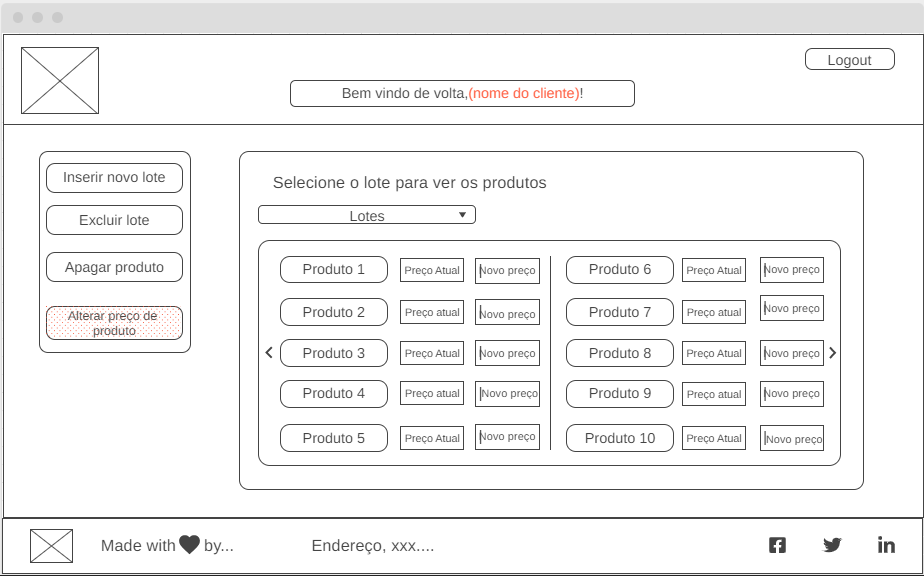 Logout
Bem vindo de volta,(nome do cliente)!
Inserir novo lote
Excluir lote
Apagar produto
Alterar preço de
produto
Selecione o lote para ver os produtos
Lotes
Produto 1 Preço Atual Novo preço Produto 6 Preço Atual Novo preço
Produto 2 Preço atual Novo preço Produto 7 Preço atual Novo preço
Produto 3 Preço Atual Novo preço Produto 8 Preço Atual Novo preço
Produto 4 Preço atual Novo preço Produto 9 Preço atual Novo preço
Produto 5 Preço Atual Novo preço Produto 10 Preço Atual Novo preço
Made with by... Endereço, xxx....